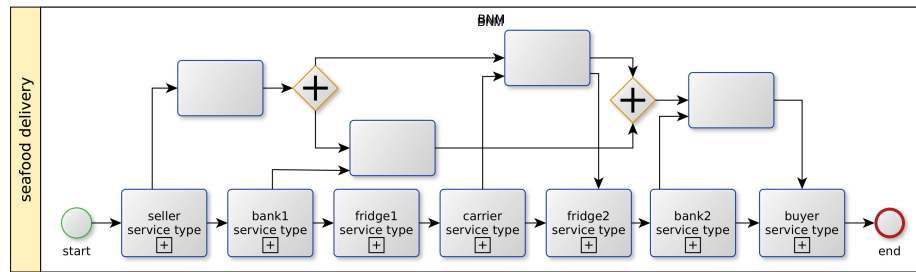 BNM
BNM
seafood delivery
seller
service type
bank1
service type
fridge1
service type
carrier
service type
fridge2
service type
bank2
service type
buyer
service type
start
end